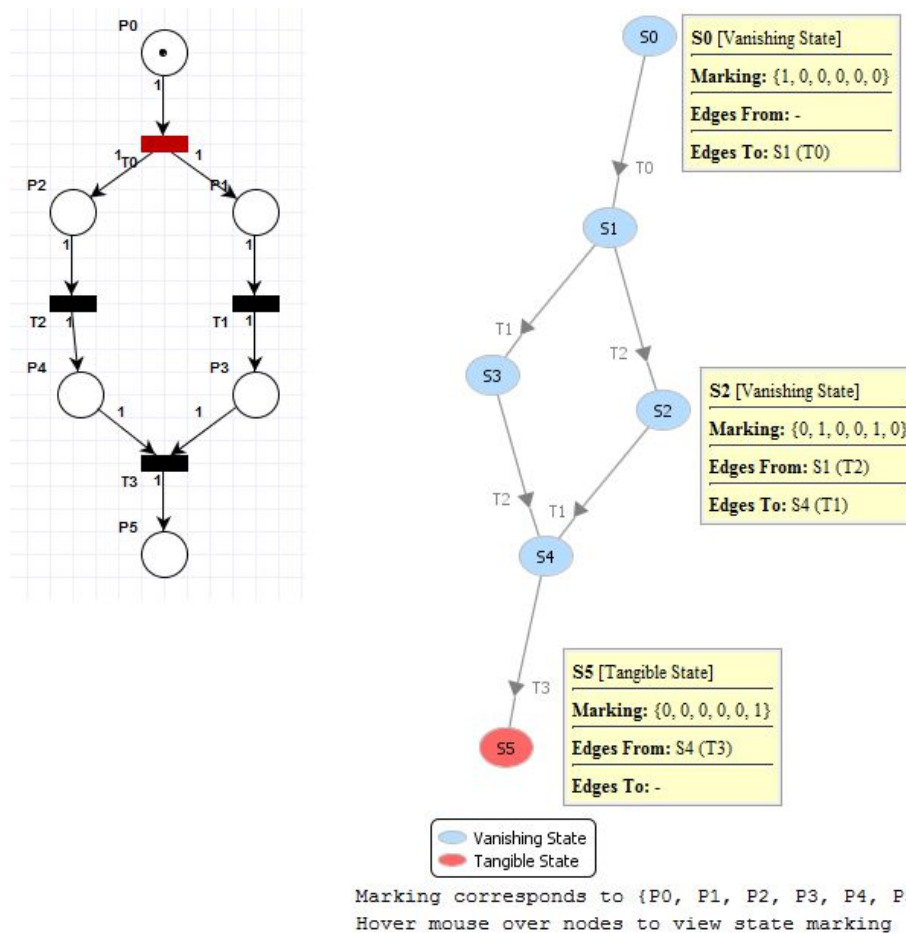 P0
1
1
T0
1
P2
P1
1
1
T2
1
T1
1
P4
P3
1
1
T3
1
P5
S0
S0 [Vanishing State]
Marking: {1, 0, 0, 0, 0, 0}
Edges From: -
Edges To: S1 (T0)
T0
S1
T1
T2
S3
S2
S2 [Vanishing State]
Marking: {0, 1, 0, 0, 1, 0}
Edges From: S1 (T2)
Edges To: S4 (T1)
T2
T1
S4
T3
S5
S5 [Tangible State]
Marking: {0, 0, 0, 0, 0, 1}
Edges From: S4 (T3)
Edges To: -
Vanishing State
Tangible State
Marking corresponds to {P0, P1, P2, P3, P4,
Hover mouse over nodes to view state marking